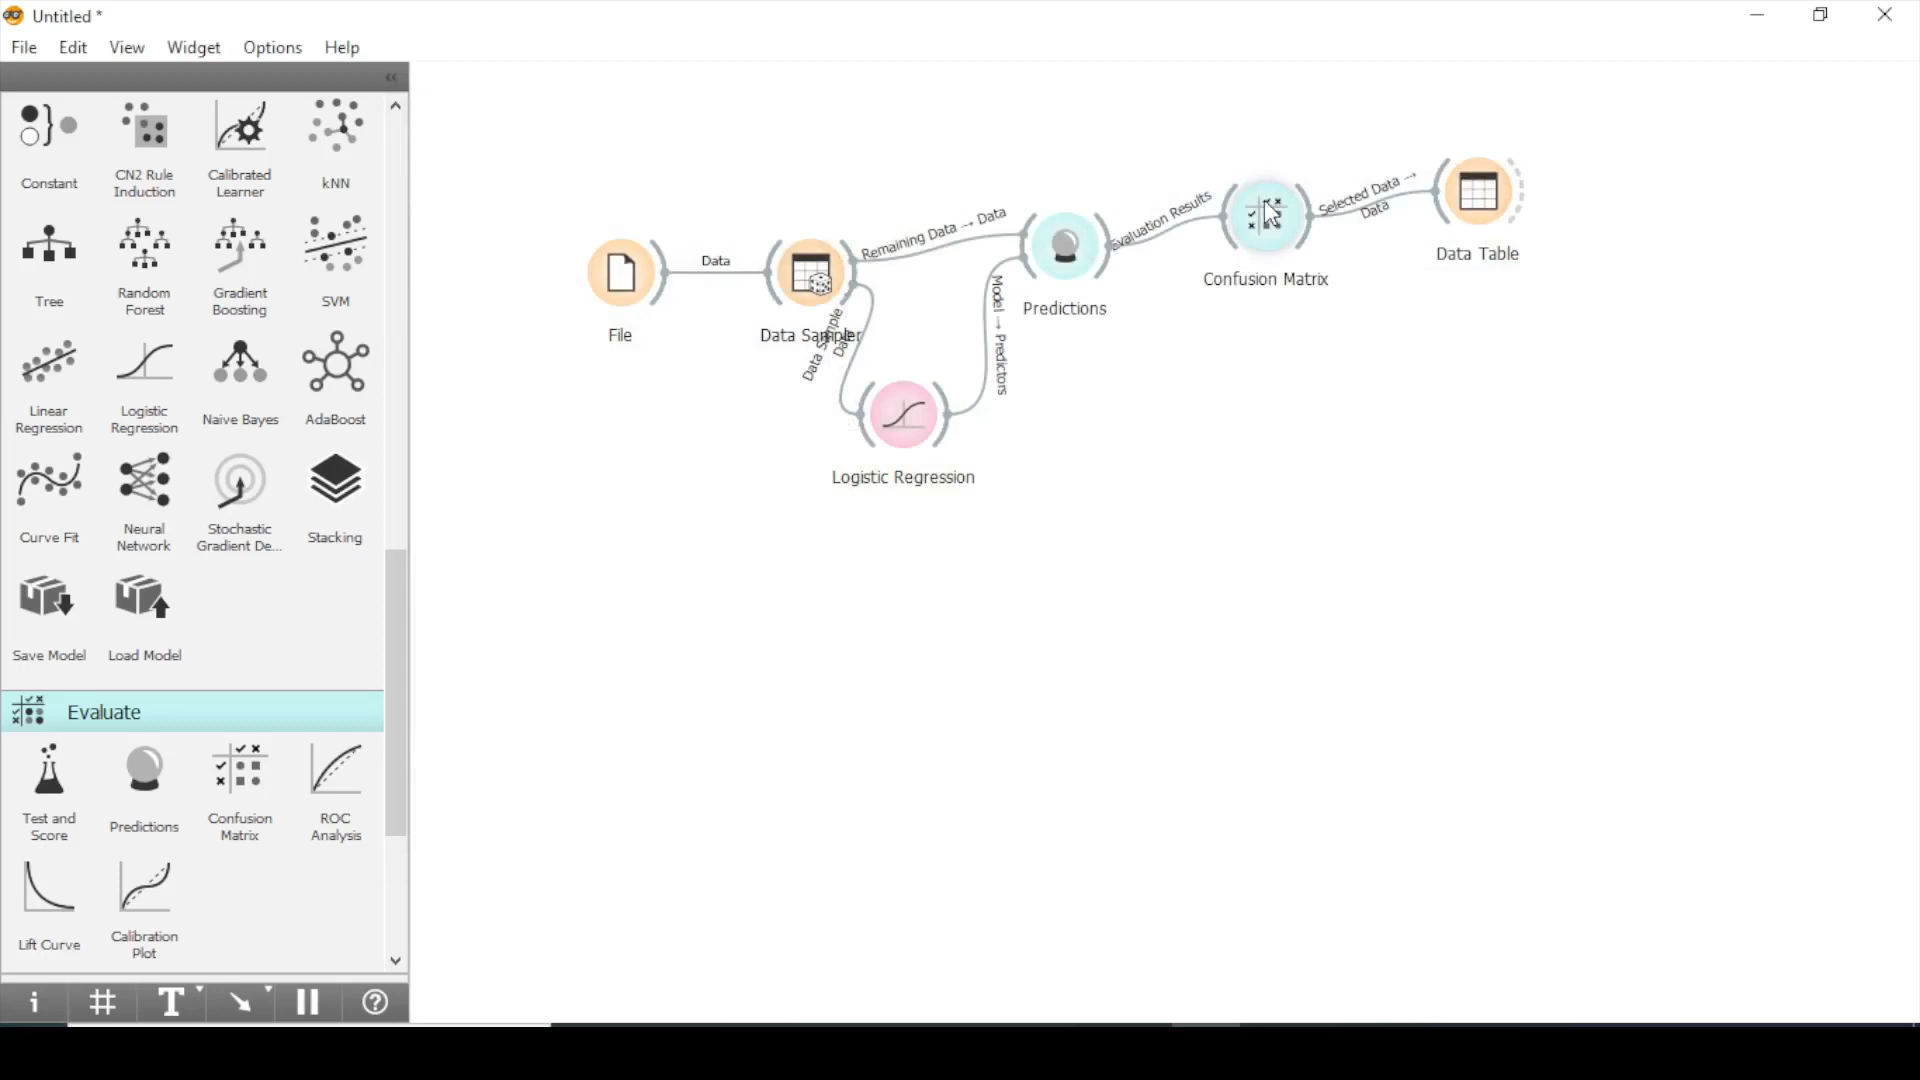 Untitled *
File Edit View Widget Options Help
Constant
CN2 Rule
Induction
Calibrated
Learner
kNN
Tree
Random
Forest
Gradient
Boosting
SVM
Linear
Regression
Logistic
Regression
Naive Bayes
AdaBoost
Curve Fit
Neural
Network
Stochastic
Gradient De...
Stacking
Save Model
Load Model
Evaluate
Test and
Score
Predictions
Confusion
Matrix
ROC
Analysis
Lift Curve
Calibration
Plot
File
Data
Data Sampler
Remaining Data → Data
Data Sample
Data
Logistic Regression
Model → Predictors
Predictions
Evaluation Results
Confusion Matrix
Selected Data →
Data
Data Table